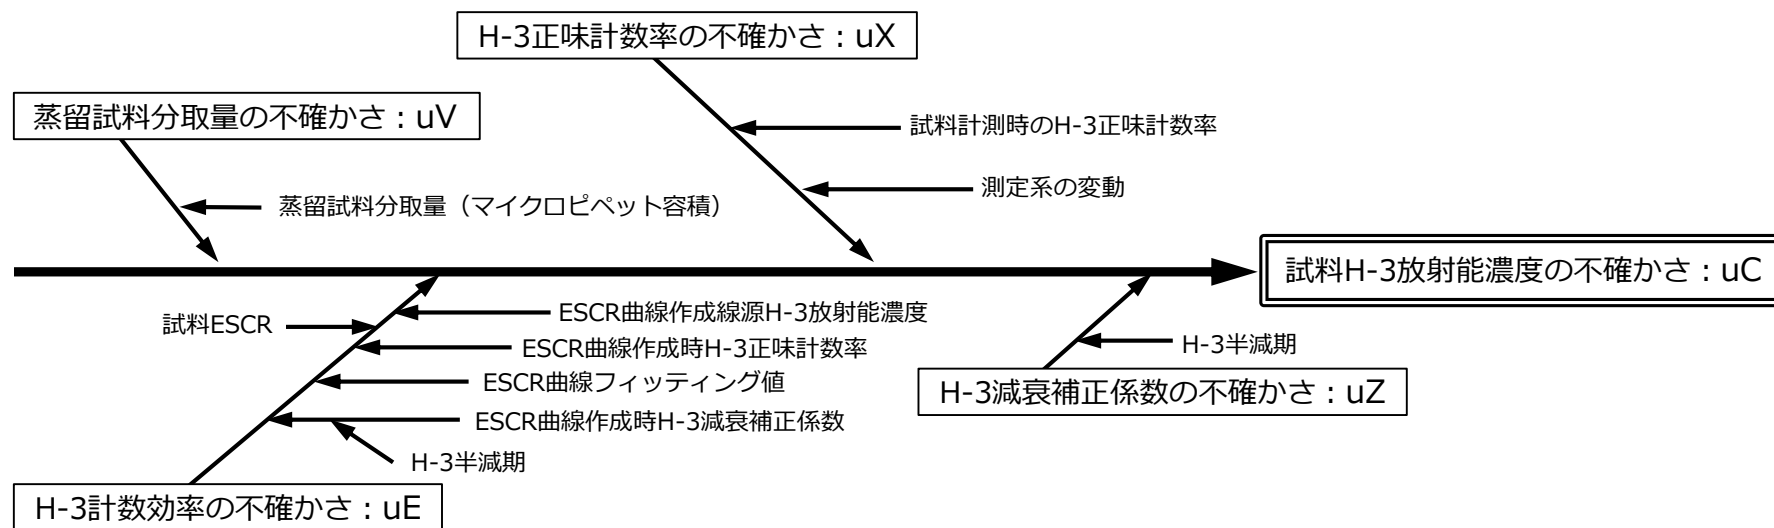 H-3正味計数率の不確かさ：uX
蒸留試料分取量の不確かさ：uV
試料計測時のH-3正味計数率
測定系の変動
蒸留試料分取量（マイクロピペット容積）
試料H-3放射能濃度の不確かさ：uC
ESCR曲線作成線源H-3放射能濃度
試料ESCR
ESCR曲線作成時H-3正味計数率
H-3半減期
ESCR曲線フィッティング値
H-3減衰補正係数の不確かさ：uZ
ESCR曲線作成時H-3減衰補正係数
H-3半減期
H-3計数効率の不確かさ：uE